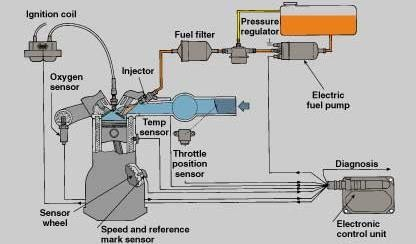 Ignition coil
Pressure
regulator
Fuel filter
Oxygen
sensor
Injector
Electric
fuel pump
Temp
sensor
Throttle
position
sensor
Diagnosis
Sensor
wheel
Speed and reference
mark sensor
Electronic
control unit